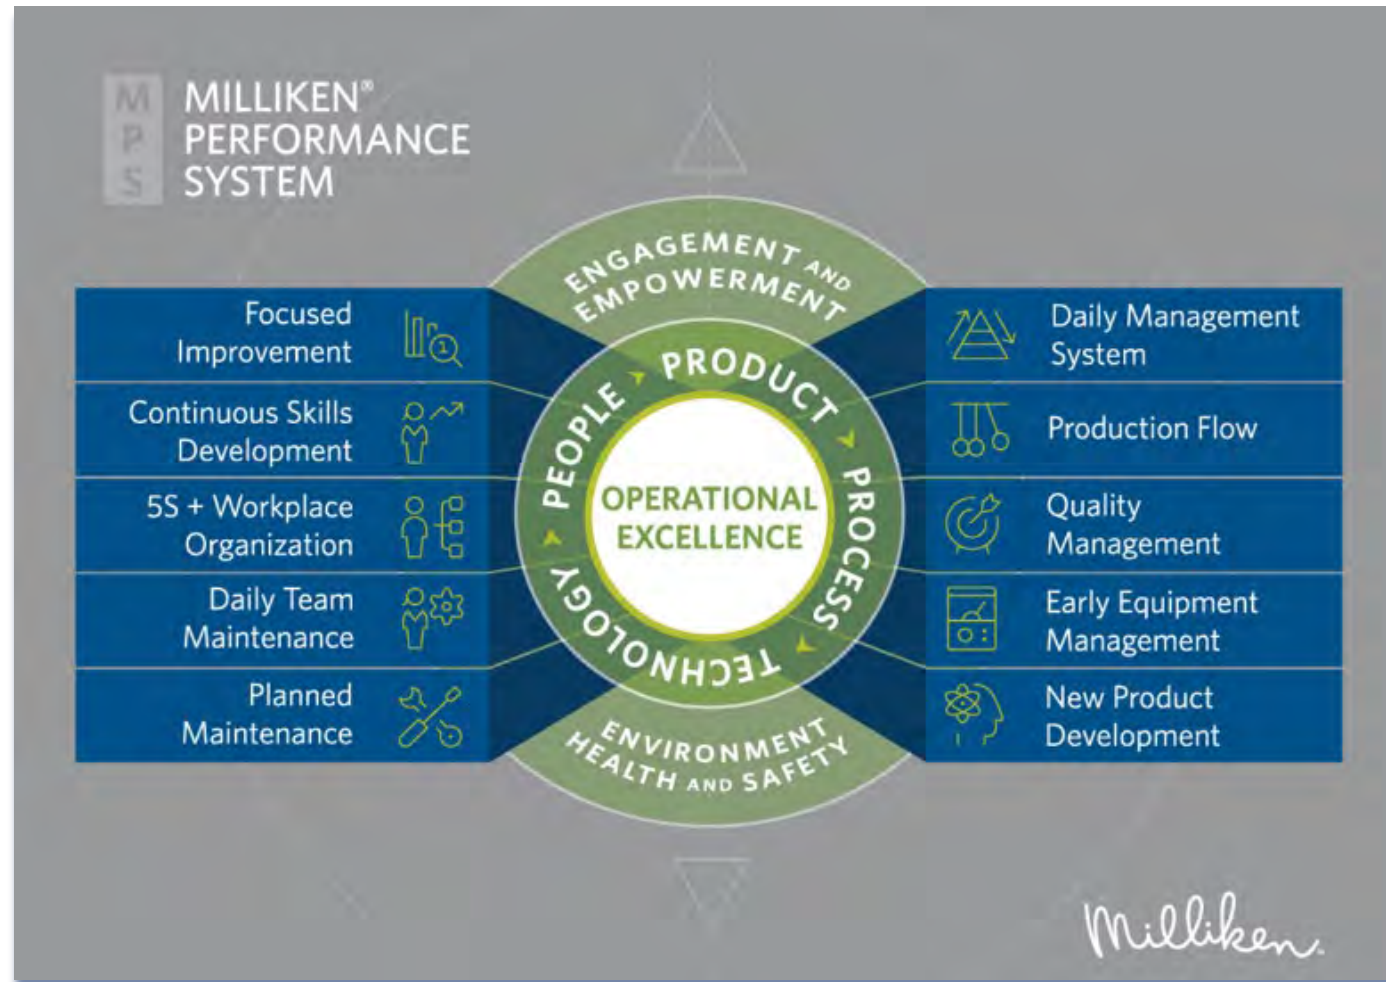 M
P
S
MILLIKEN®
PERFORMANCE
SYSTEM
ENGAGEMENT AND
EMPOWERMENT
Focused
Improvement
1
Continuous Skills
Development
5S + Workplace
Organization
Daily Team
Maintenance
Planned
Maintenance
PEOPLE
PRODUCT
PROCESS
TECHNOLOGY
OPERATIONAL
EXCELLENCE
Daily Management
System
Production Flow
Quality
Management
Early Equipment
Management
New Product
Development
ENVIRONMENT
HEALTH AND SAFETY
Milliken